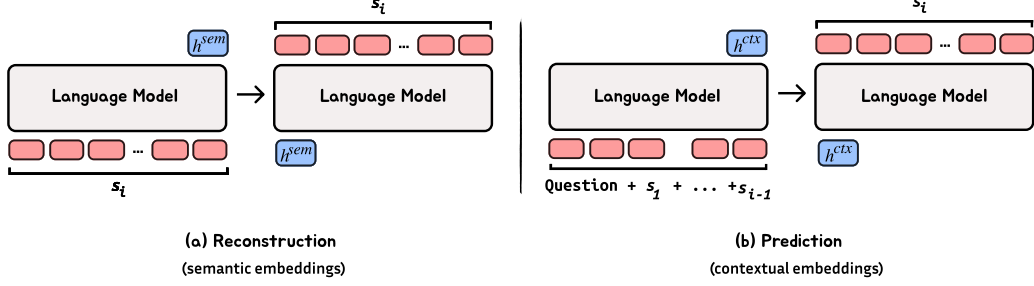 s_i
h^sem
...
Language Model
Language Model
...
h^sem
s_i
(a) Reconstruction
(semantic embeddings)
s_i
h^ctx
...
Language Model
Language Model
h^ctx
Question + s_1 + ... +s_i-1
(b) Prediction
(contextual embeddings)